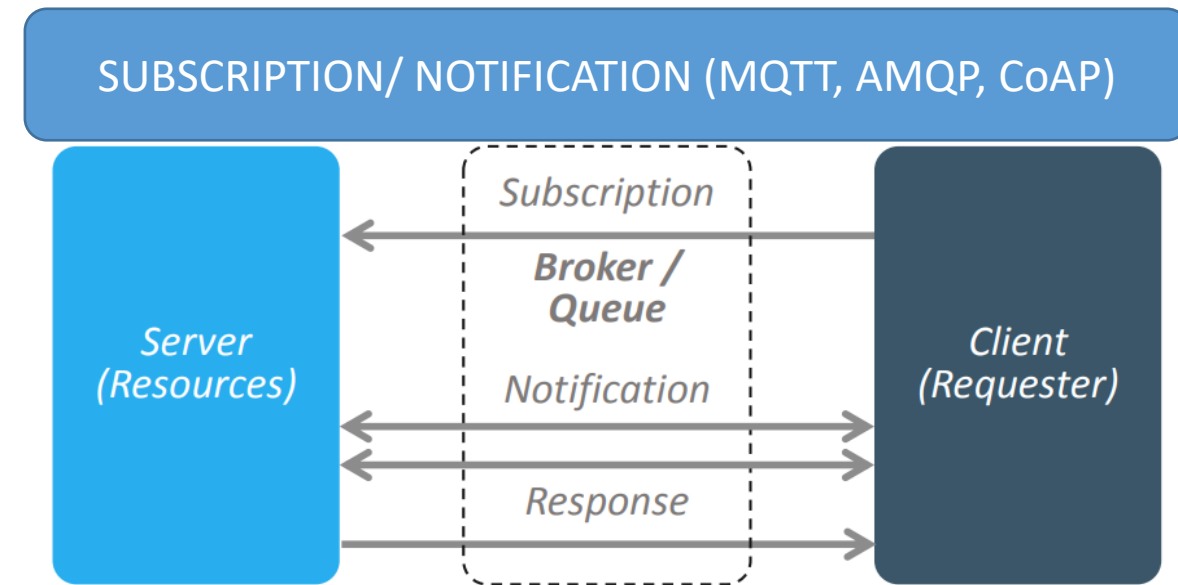 SUBSCRIPTION/ NOTIFICATION (MQTT, AMQP, CoAP)
Subscription
Broker /
Queue
Server
(Resources)
Client
(Requester)
Notification
Response